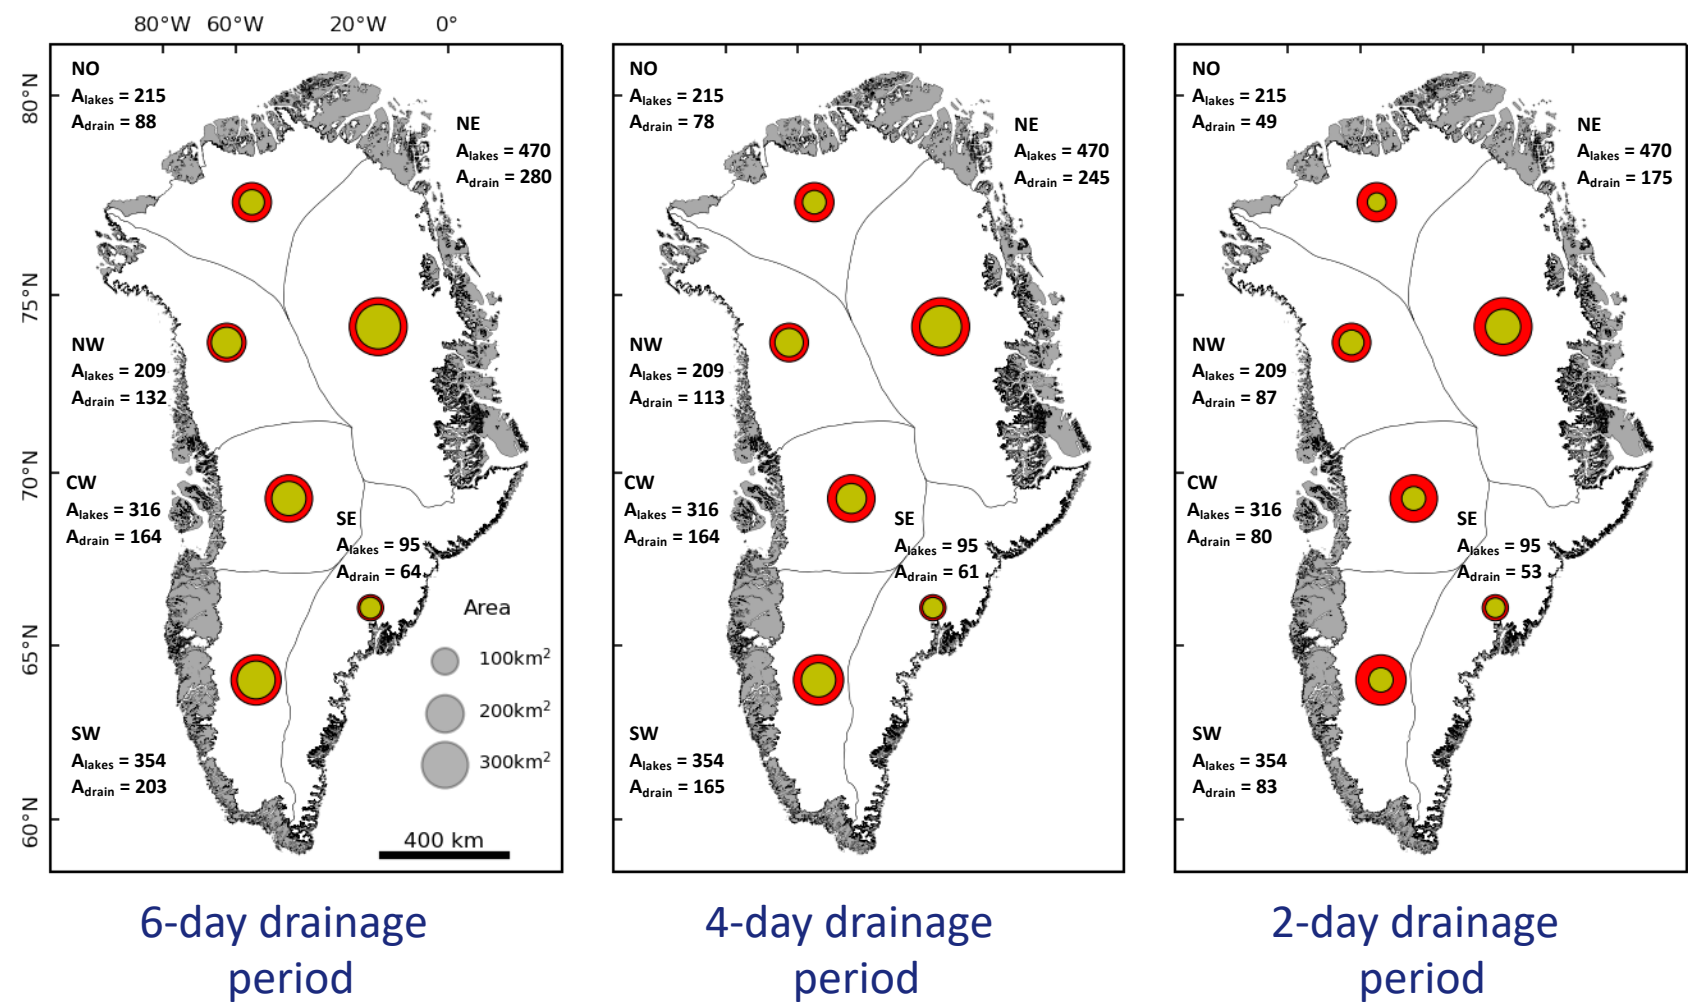 80°W 60°W 20°W 0°
80°N
75°N
70°N
65°N
60°N
NO
Alakes = 215
Adrain = 88
NE
Alakes = 470
Adrain = 280
NW
Alakes = 209
Adrain = 132
CW
Alakes = 316
Adrain = 164
SE
Alakes = 95
Adrain = 64
SW
Alakes = 354
Adrain = 203
Area
100km²
200km²
300km²
400 km
6-day drainage
period
NO
Alakes = 215
Adrain = 78
NE
Alakes = 470
Adrain = 245
NW
Alakes = 209
Adrain = 113
CW
Alakes = 316
Adrain = 164
SE
Alakes = 95
Adrain = 61
SW
Alakes = 354
Adrain = 165
4-day drainage
period
NO
Alakes = 215
Adrain = 49
NE
Alakes = 470
Adrain = 175
NW
Alakes = 209
Adrain = 87
CW
Alakes = 316
Adrain = 80
SE
Alakes = 95
Adrain = 53
SW
Alakes = 354
Adrain = 83
2-day drainage
period